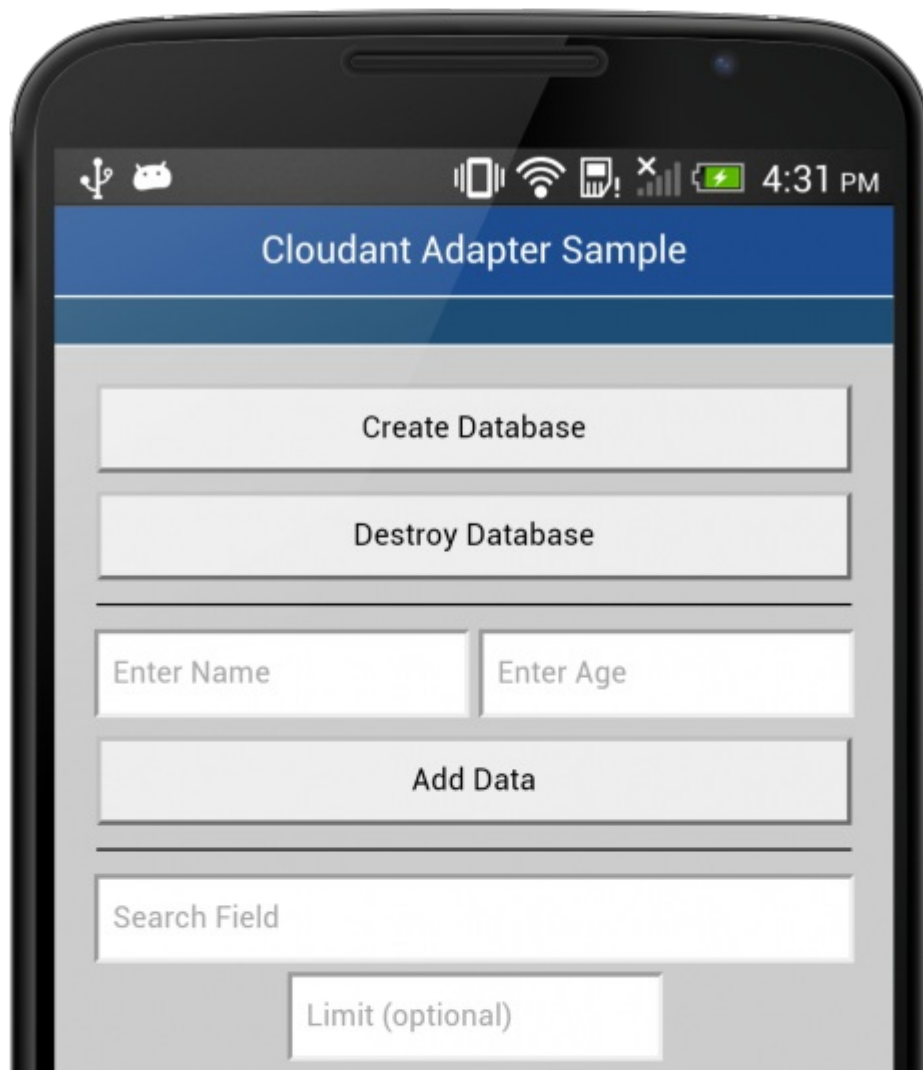 4:31 PM
Cloudant Adapter Sample
Create Database
Destroy Database
Enter Name Enter Age
Add Data
Search Field
Limit (optional)